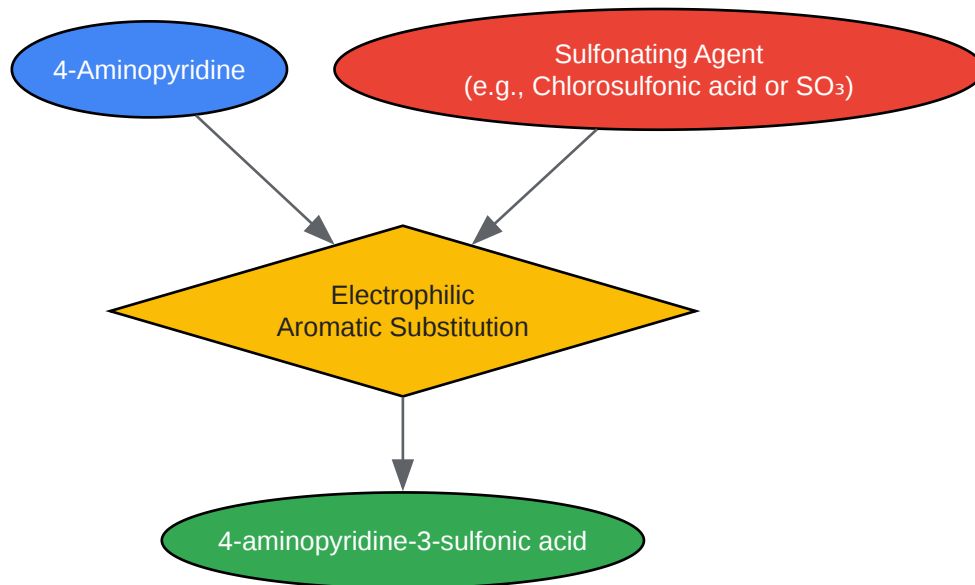 4-Aminopyridine
Sulfonating Agent
(e.g., Chlorosulfonic acid or SO₃)
Electrophilic
Aromatic Substitution
4-aminopyridine-3-sulfonic acid